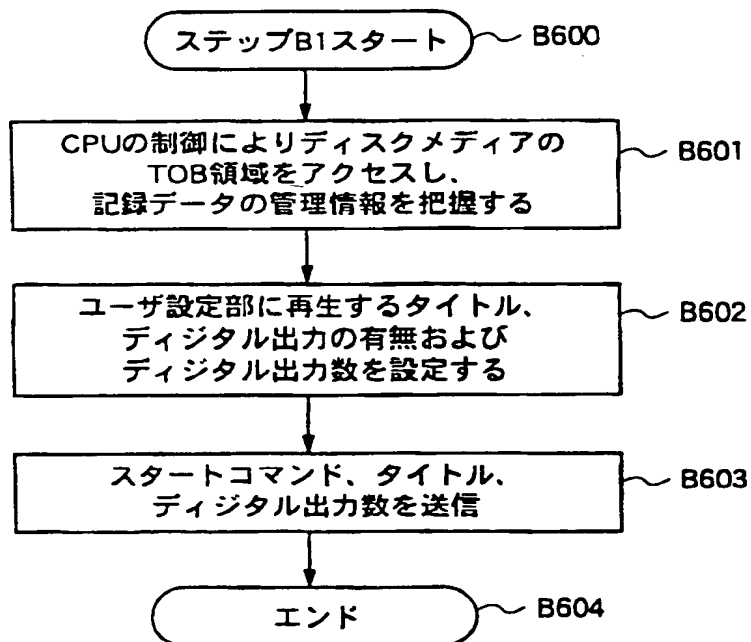 ステップB1スタート
B600
CPUの制御によりディスクメディアの
TOB領域をアクセスし、
記録データの管理情報を把握する
B601
ユーザ設定部に再生するタイトル、
ディジタル出力の有無および
ディジタル出力数を設定する
B602
スタートコマンド、タイトル、
ディジタル出力数を送信
B603
エンド
B604